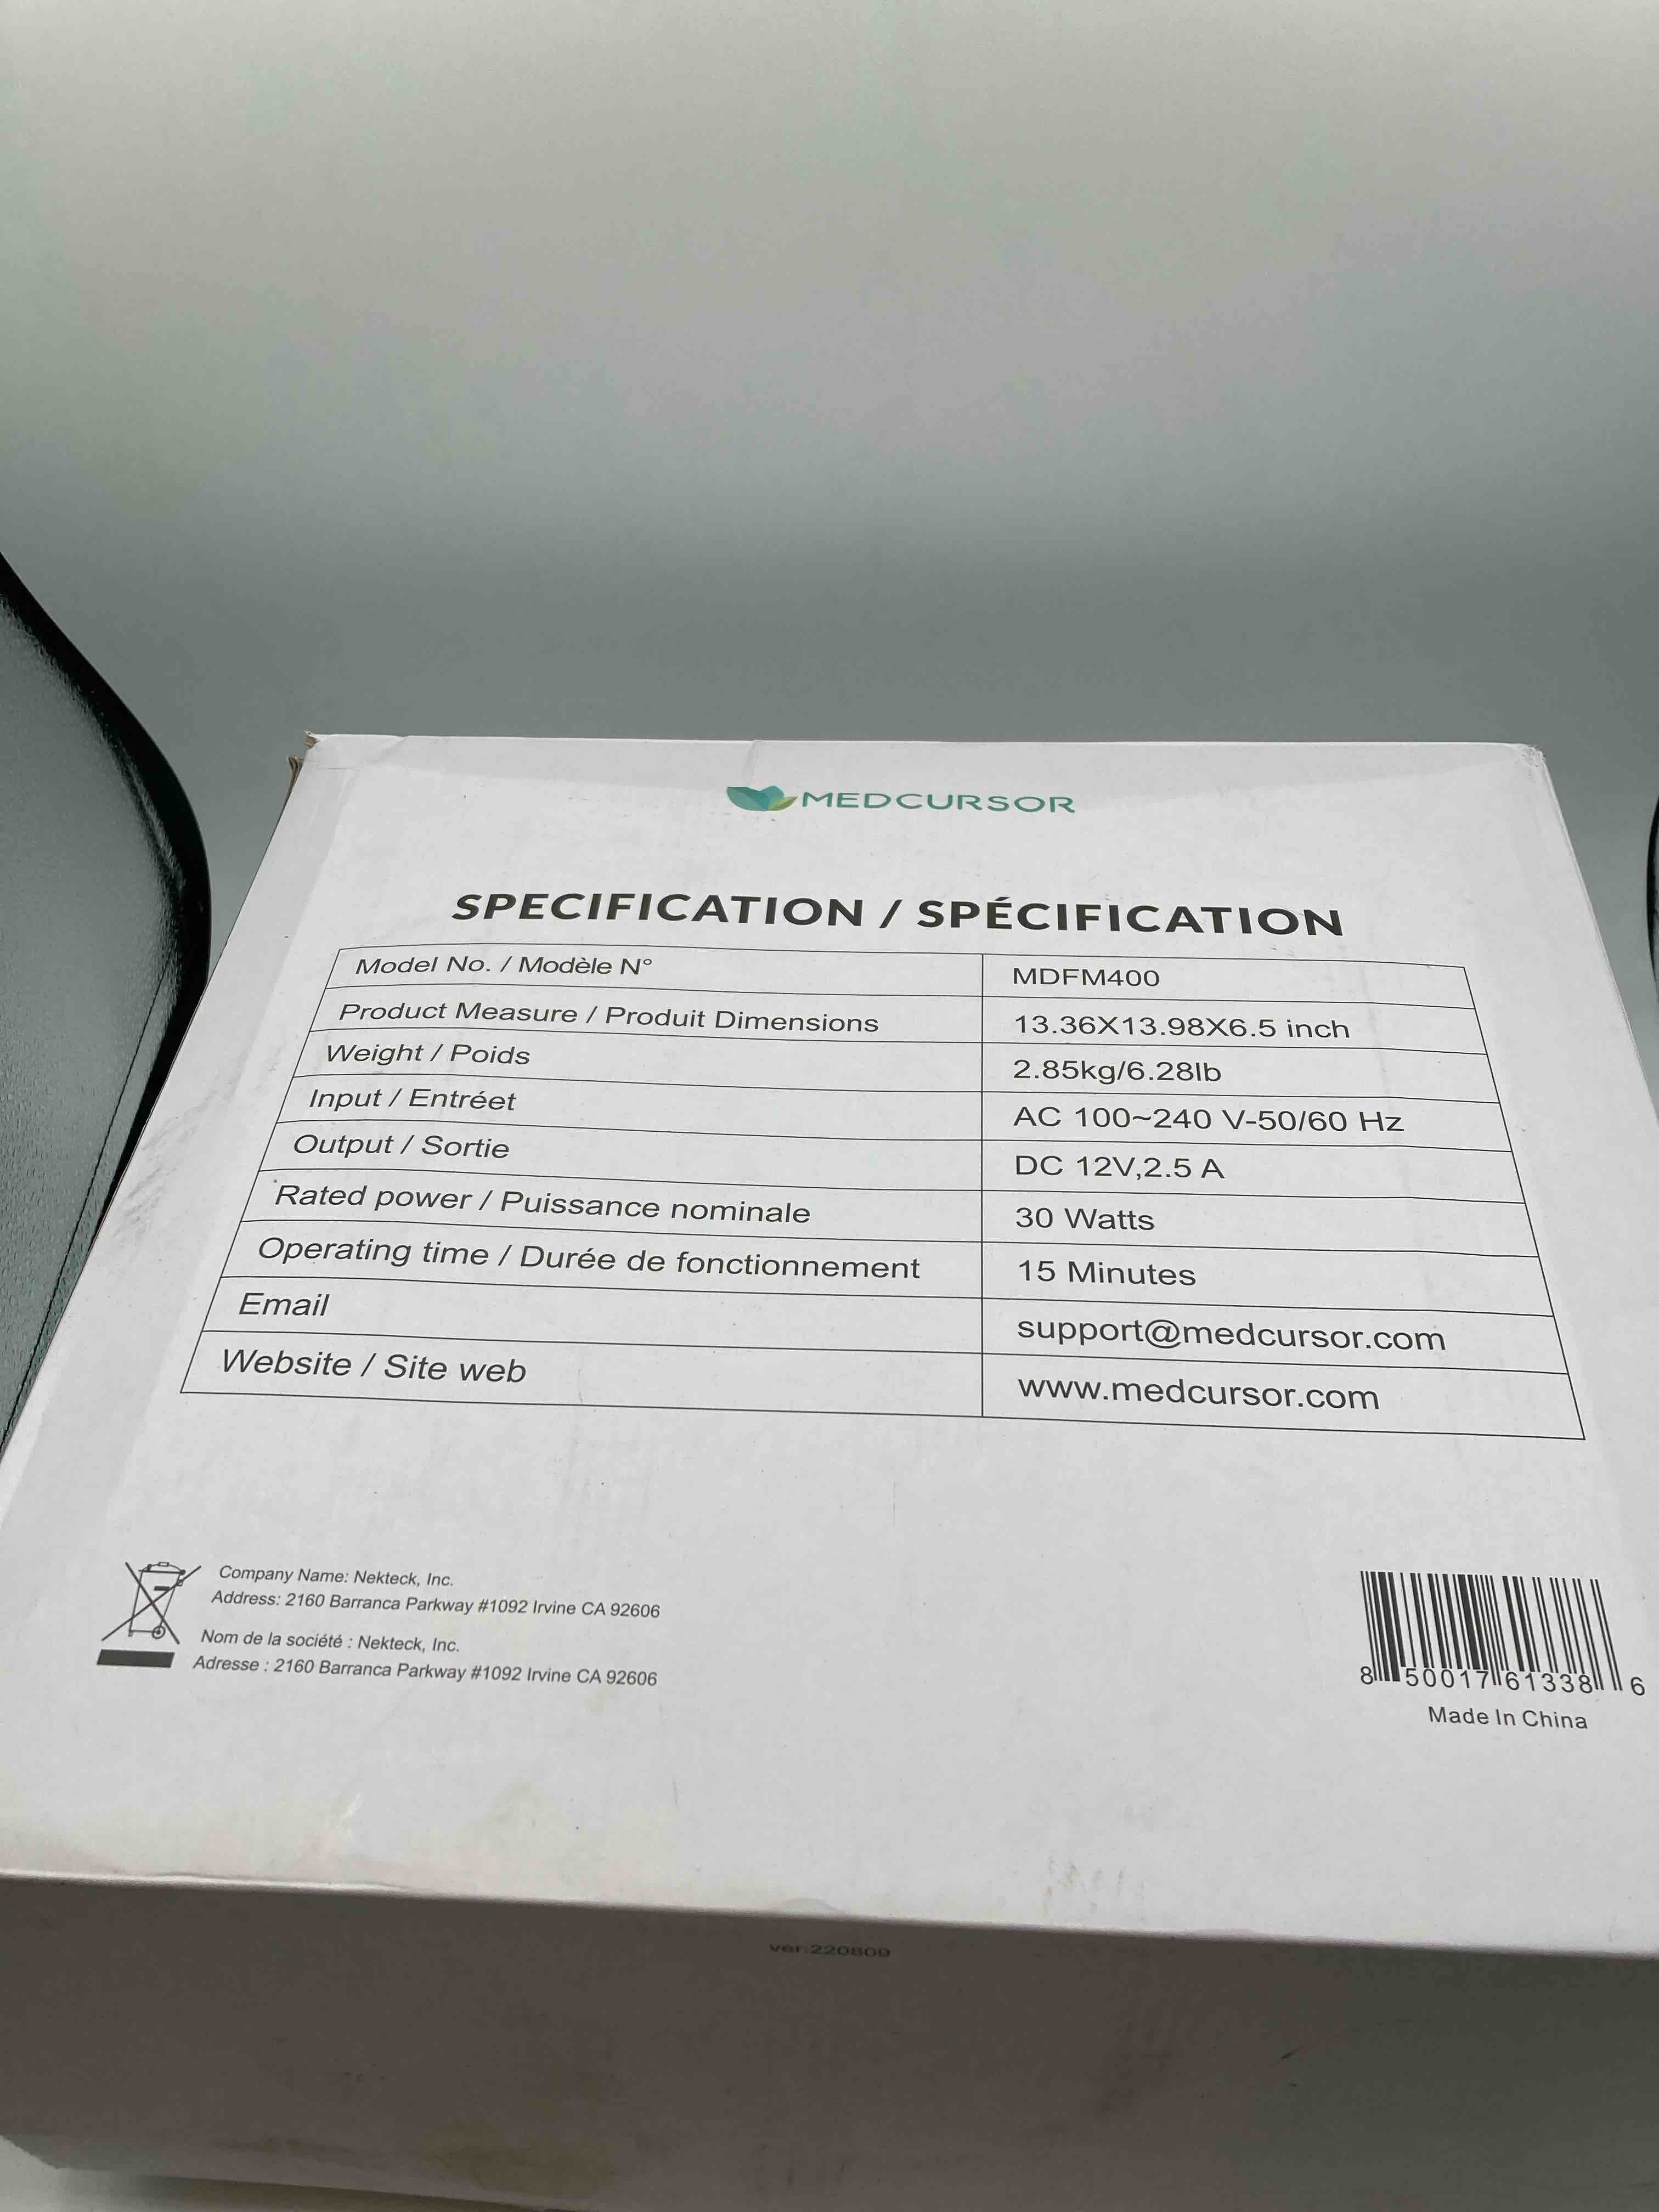 MEDCURSOR
SPECIFICATION / SPÉCIFICATION
Model No. / Modèle N° MDFM400
Product Measure / Produit Dimensions 13.36X13.98X6.5 inch
Weight / Poids 2.85kg/6.28lb
Input / Entréet AC 100~240 V-50/60 Hz
Output / Sortie DC 12V,2.5 A
Rated power / Puissance nominale 30 Watts
Operating time / Durée de fonctionnement 15 Minutes
Email support@medcursor.com
Website / Site web www.medcursor.com
Company Name: Nekteck, Inc.
Address: 2160 Barranca Parkway #1092 Irvine CA 92606
Nom de la société : Nekteck, Inc.
Adresse : 2160 Barranca Parkway #1092 Irvine CA 92606
8 50017 61338 6
Made In China
ver:220809